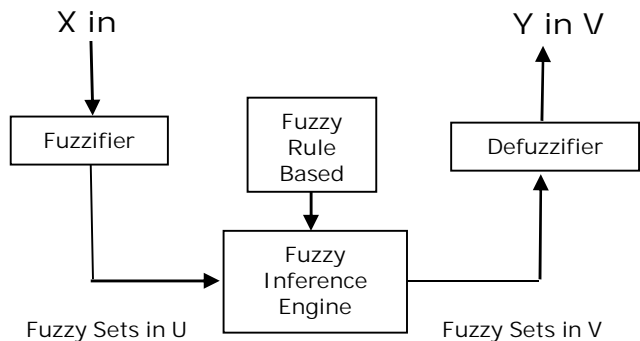 X in
Y in V
Fuzzifier
Fuzzy
Rule
Based
Defuzzifier
Fuzzy
Inference
Engine
Fuzzy Sets in U
Fuzzy Sets in V